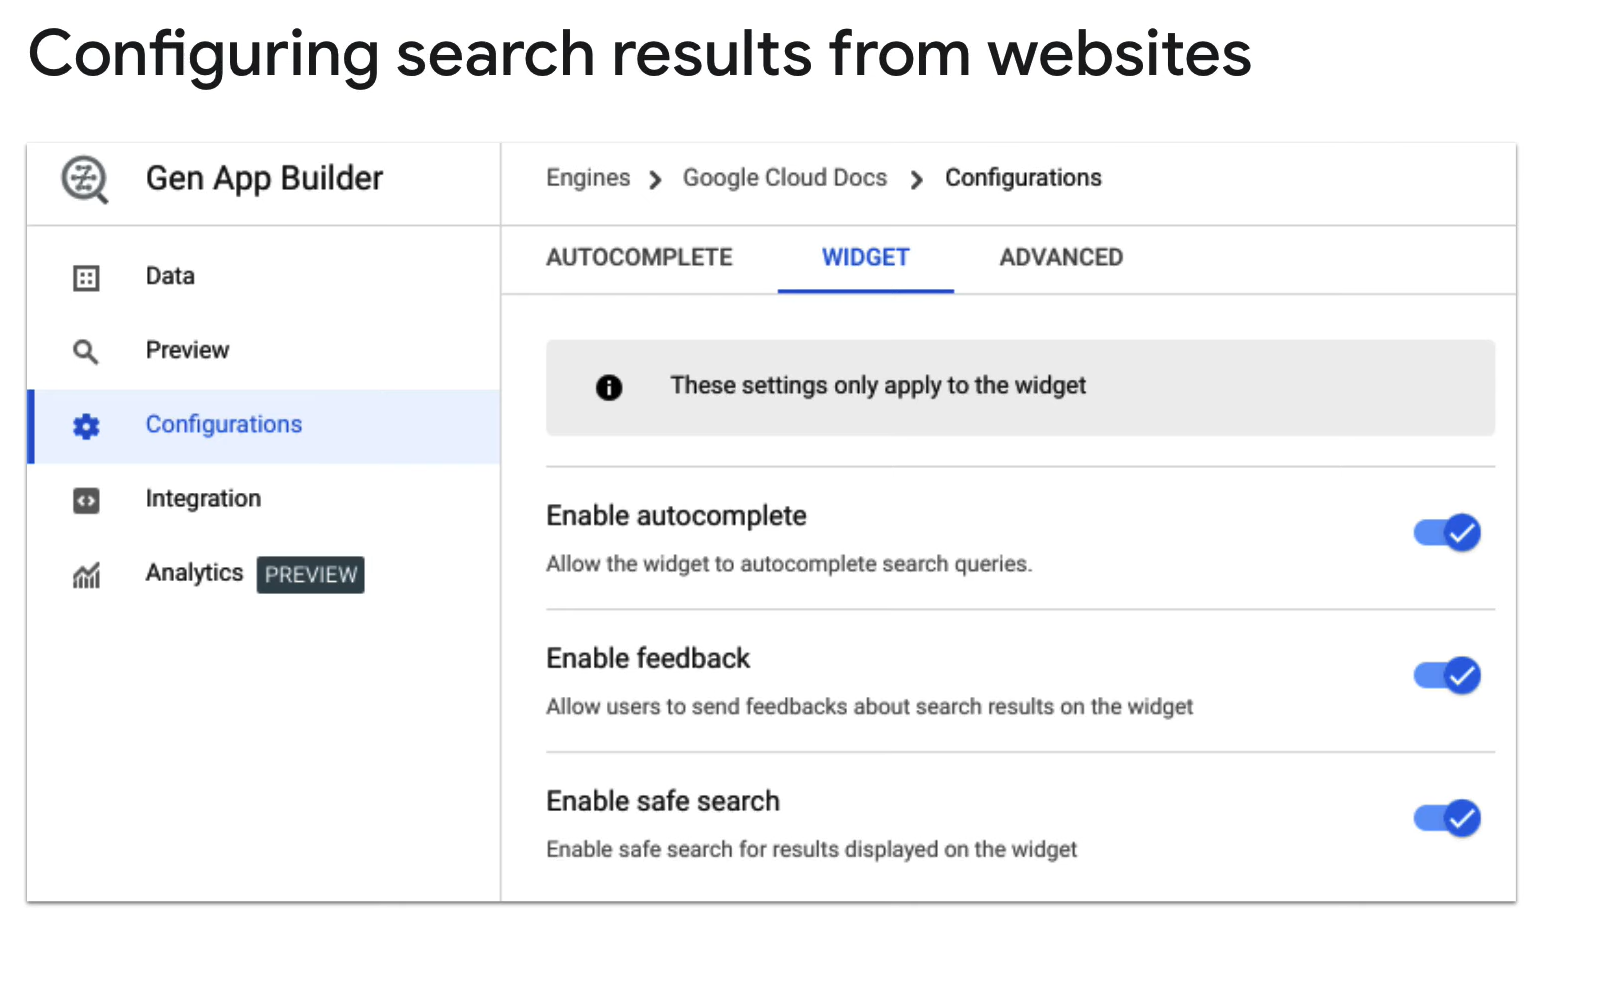 Configuring search results from websites
Gen App Builder
Engines > Google Cloud Docs > Configurations
AUTOCOMPLETE WIDGET ADVANCED
Data
Preview
Configurations
Integration
Analytics PREVIEW
These settings only apply to the widget
Enable autocomplete
Allow the widget to autocomplete search queries.
Enable feedback
Allow users to send feedbacks about search results on the widget
Enable safe search
Enable safe search for results displayed on the widget